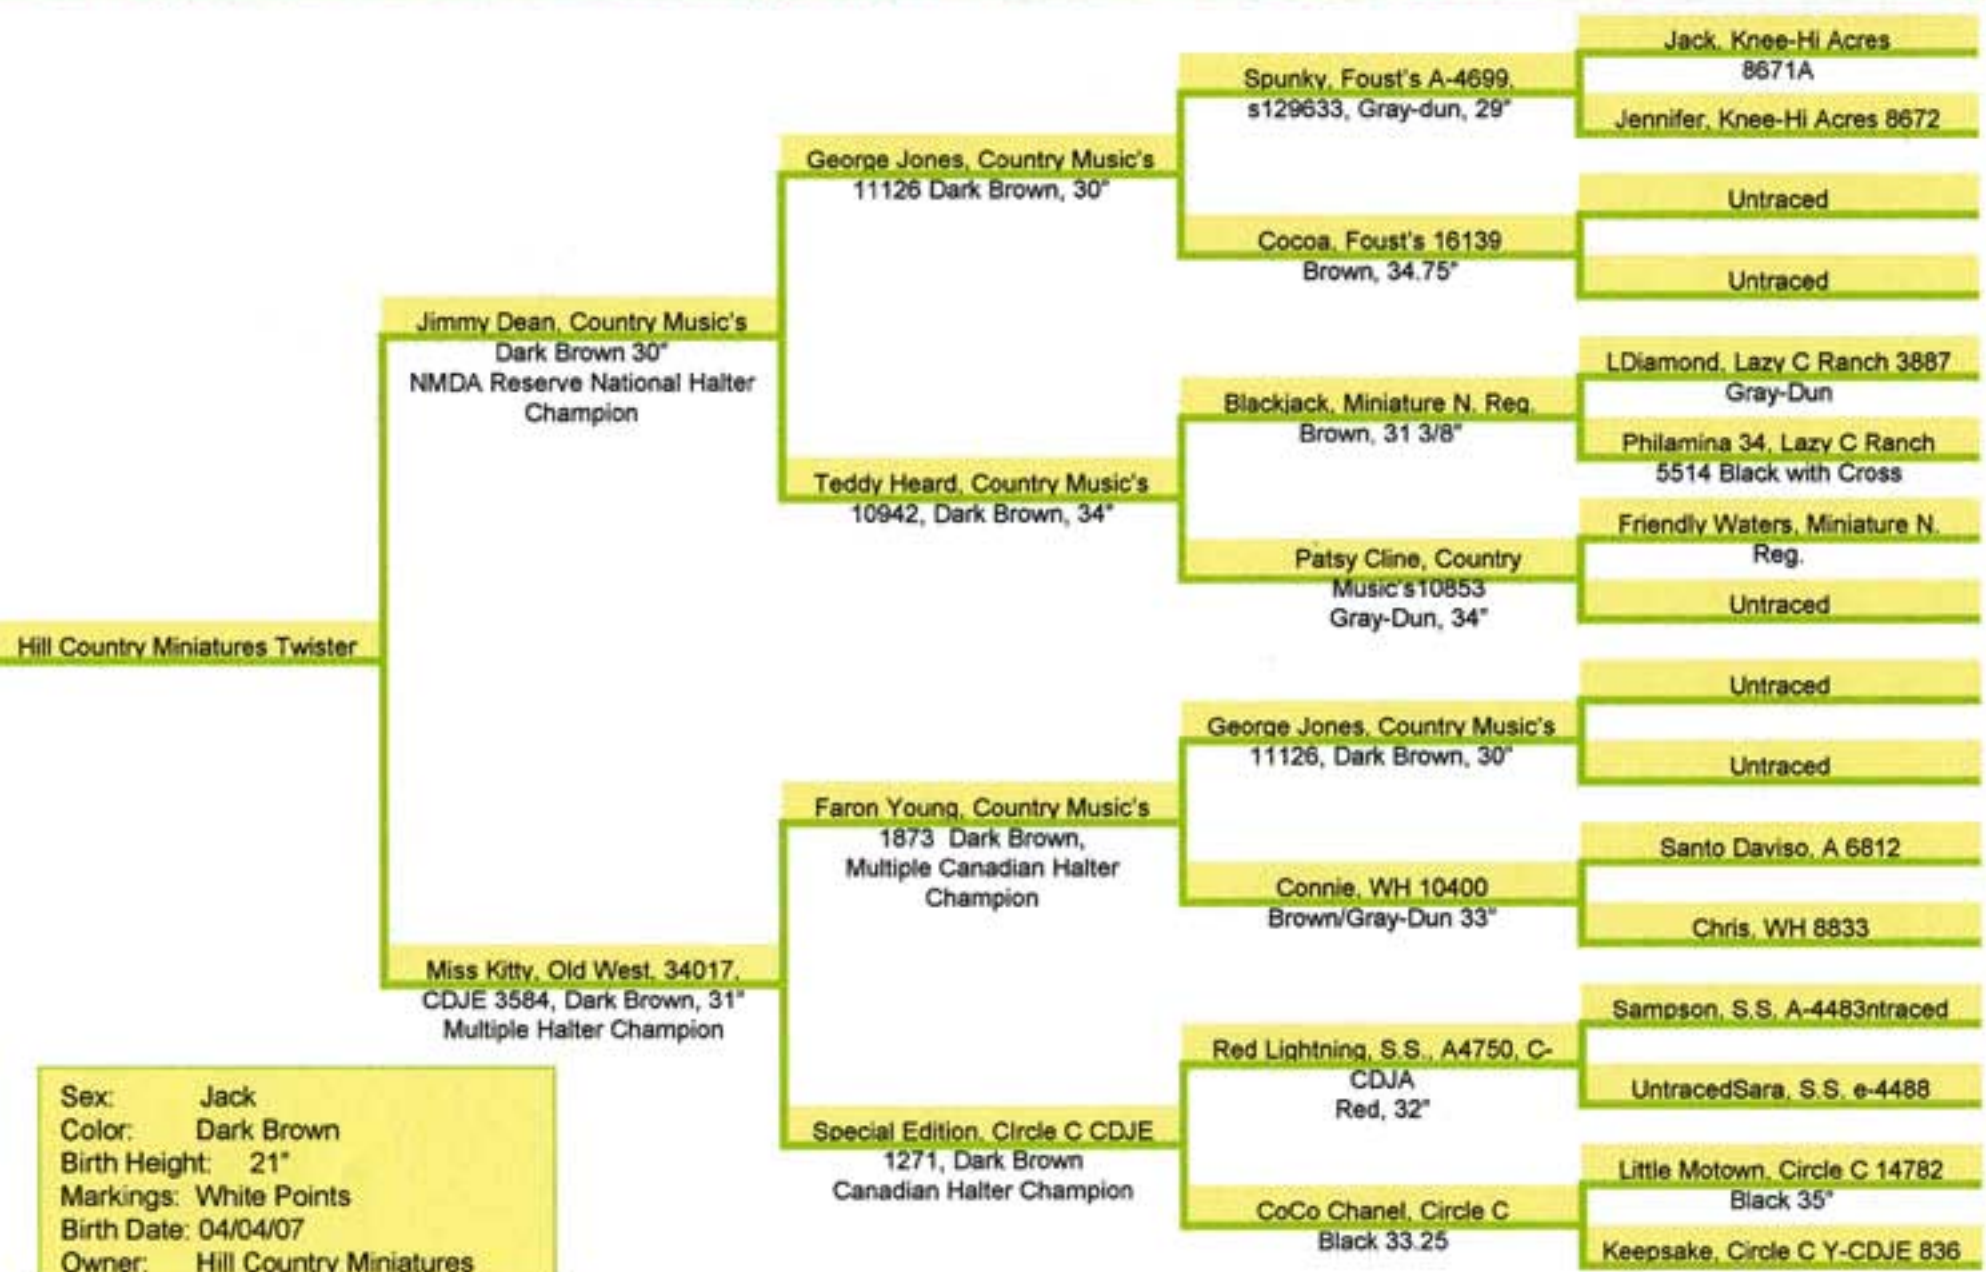 Jack, Knee-Hi Acres
8671A
Spunky, Foust's A-4699,
s129633, Gray-dun, 29"
Jennifer, Knee-Hi Acres 8672
George Jones, Country Music's
11126 Dark Brown, 30"
Untraced
Cocoa, Foust's 16139
Brown, 34.75"
Untraced
Jimmy Dean, Country Music's
Dark Brown 30"
NMDA Reserve National Halter
Champion
LDiamond, Lazy C Ranch 3887
Gray-Dun
Blackjack, Miniature N. Reg.
Brown, 31 3/8"
Philamina 34, Lazy C Ranch
5514 Black with Cross
Teddy Heard, Country Music's
10942, Dark Brown, 34"
Friendly Waters, Miniature N.
Reg.
Patsy Cline, Country
Music's10853
Gray-Dun, 34"
Untraced
Hill Country Miniatures Twister
Untraced
George Jones, Country Music's
11126, Dark Brown, 30"
Untraced
Faron Young, Country Music's
1873 Dark Brown,
Multiple Canadian Halter
Champion
Santo Daviso, A 6812
Connie, WH 10400
Brown/Gray-Dun 33"
Chris, WH 8833
Miss Kitty, Old West, 34017,
CDJE 3584, Dark Brown, 31"
Multiple Halter Champion
Sampson, S.S. A-4483ntraced
Red Lightning, S.S., A4750, C-
CDJA
Red, 32"
UntracedSara, S.S. e-4488
Special Edition, CIrcle C CDJE
1271, Dark Brown
Canadian Halter Champion
Little Motown, Circle C 14782
Black 35"
CoCo Chanel, Circle C
Black 33.25
Keepsake, Circle C Y-CDJE 836
Sex: Jack
Color: Dark Brown
Birth Height: 21"
Markings: White Points
Birth Date: 04/04/07
Owner: Hill Country Miniatures